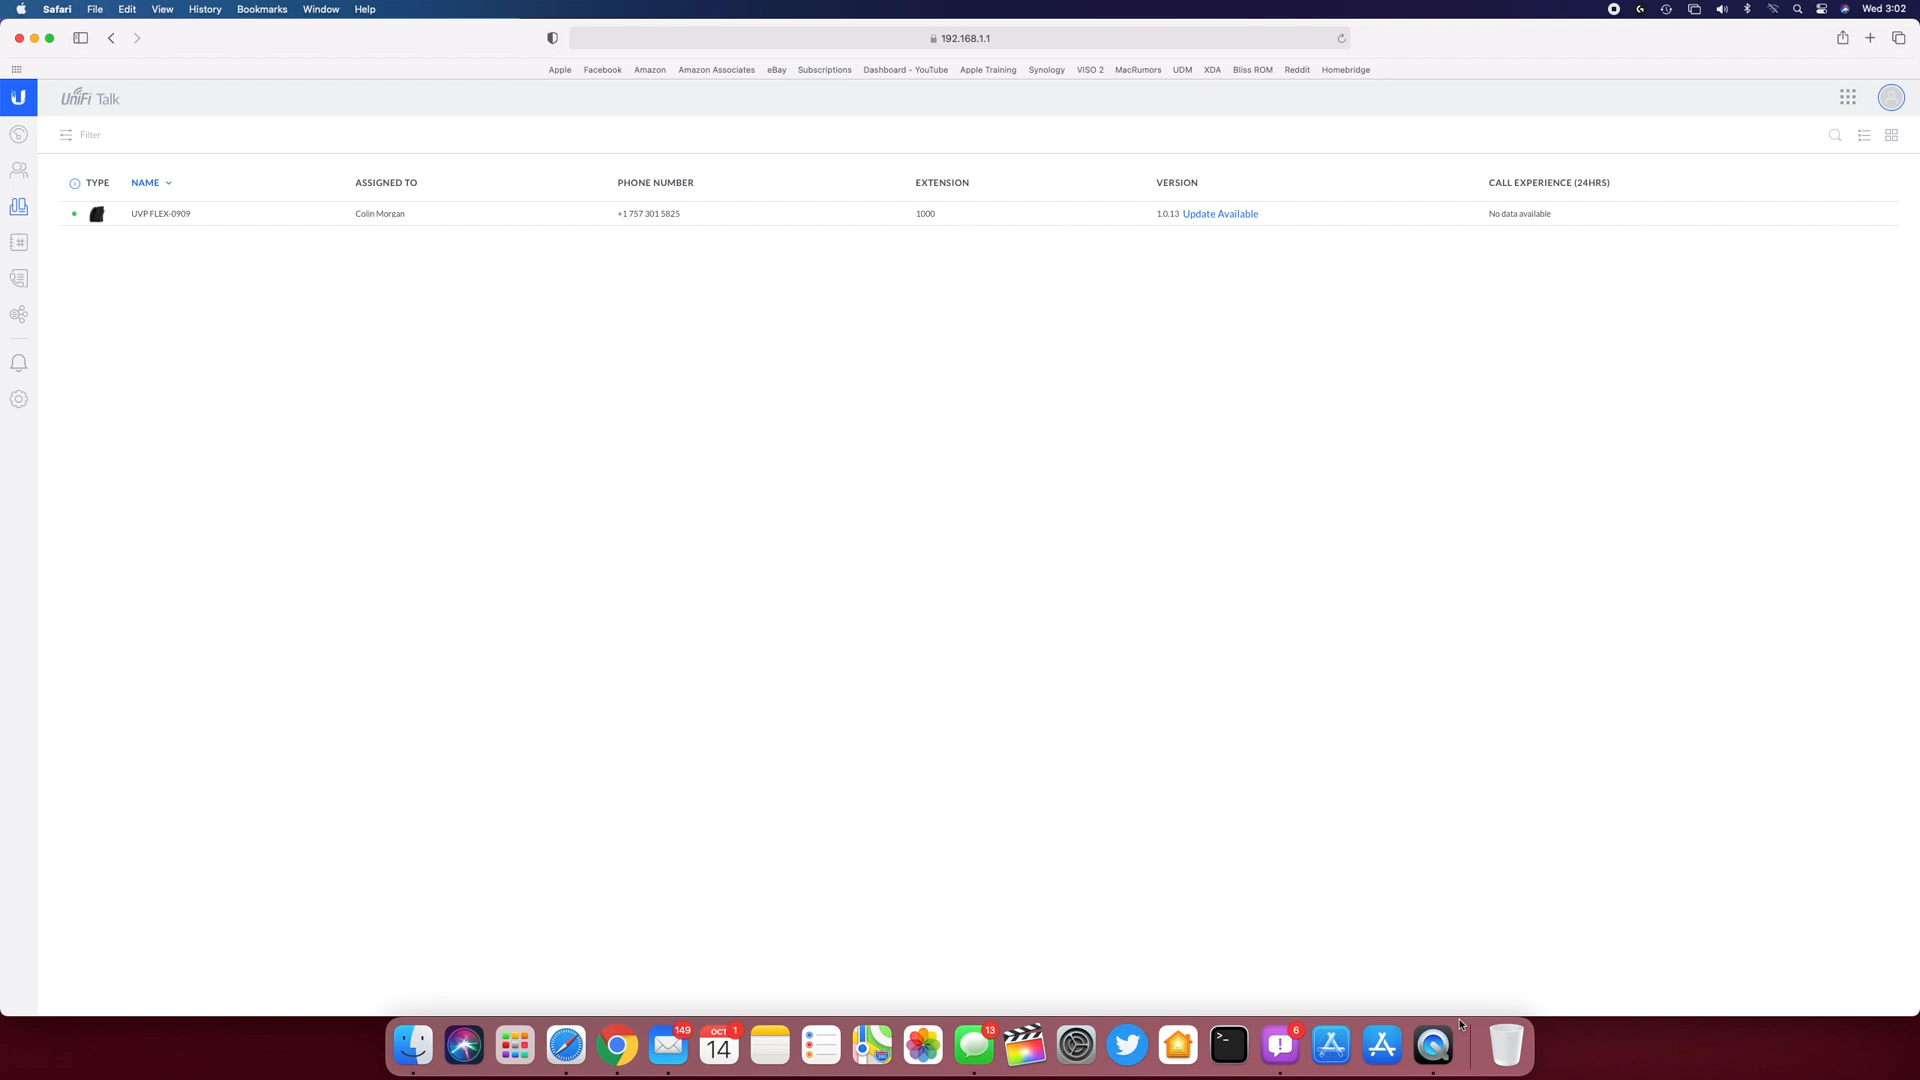 Safari File Edit View History Bookmarks Window Help Wed 3:02
192.168.1.1
Apple Facebook Amazon Amazon Associates eBay Subscriptions Dashboard - YouTube Apple Training Synology VISO 2 MacRumors UDM XDA Bliss ROM Reddit Homebridge
U UniFi Talk
Filter
TYPE NAME ASSIGNED TO PHONE NUMBER EXTENSION VERSION CALL EXPERIENCE (24HRS)
UVP FLEX-0909 Colin Morgan +1 757 301 5825 1000 1.0.13 Update Available No data available
149 OCT 1 13 6
14 280